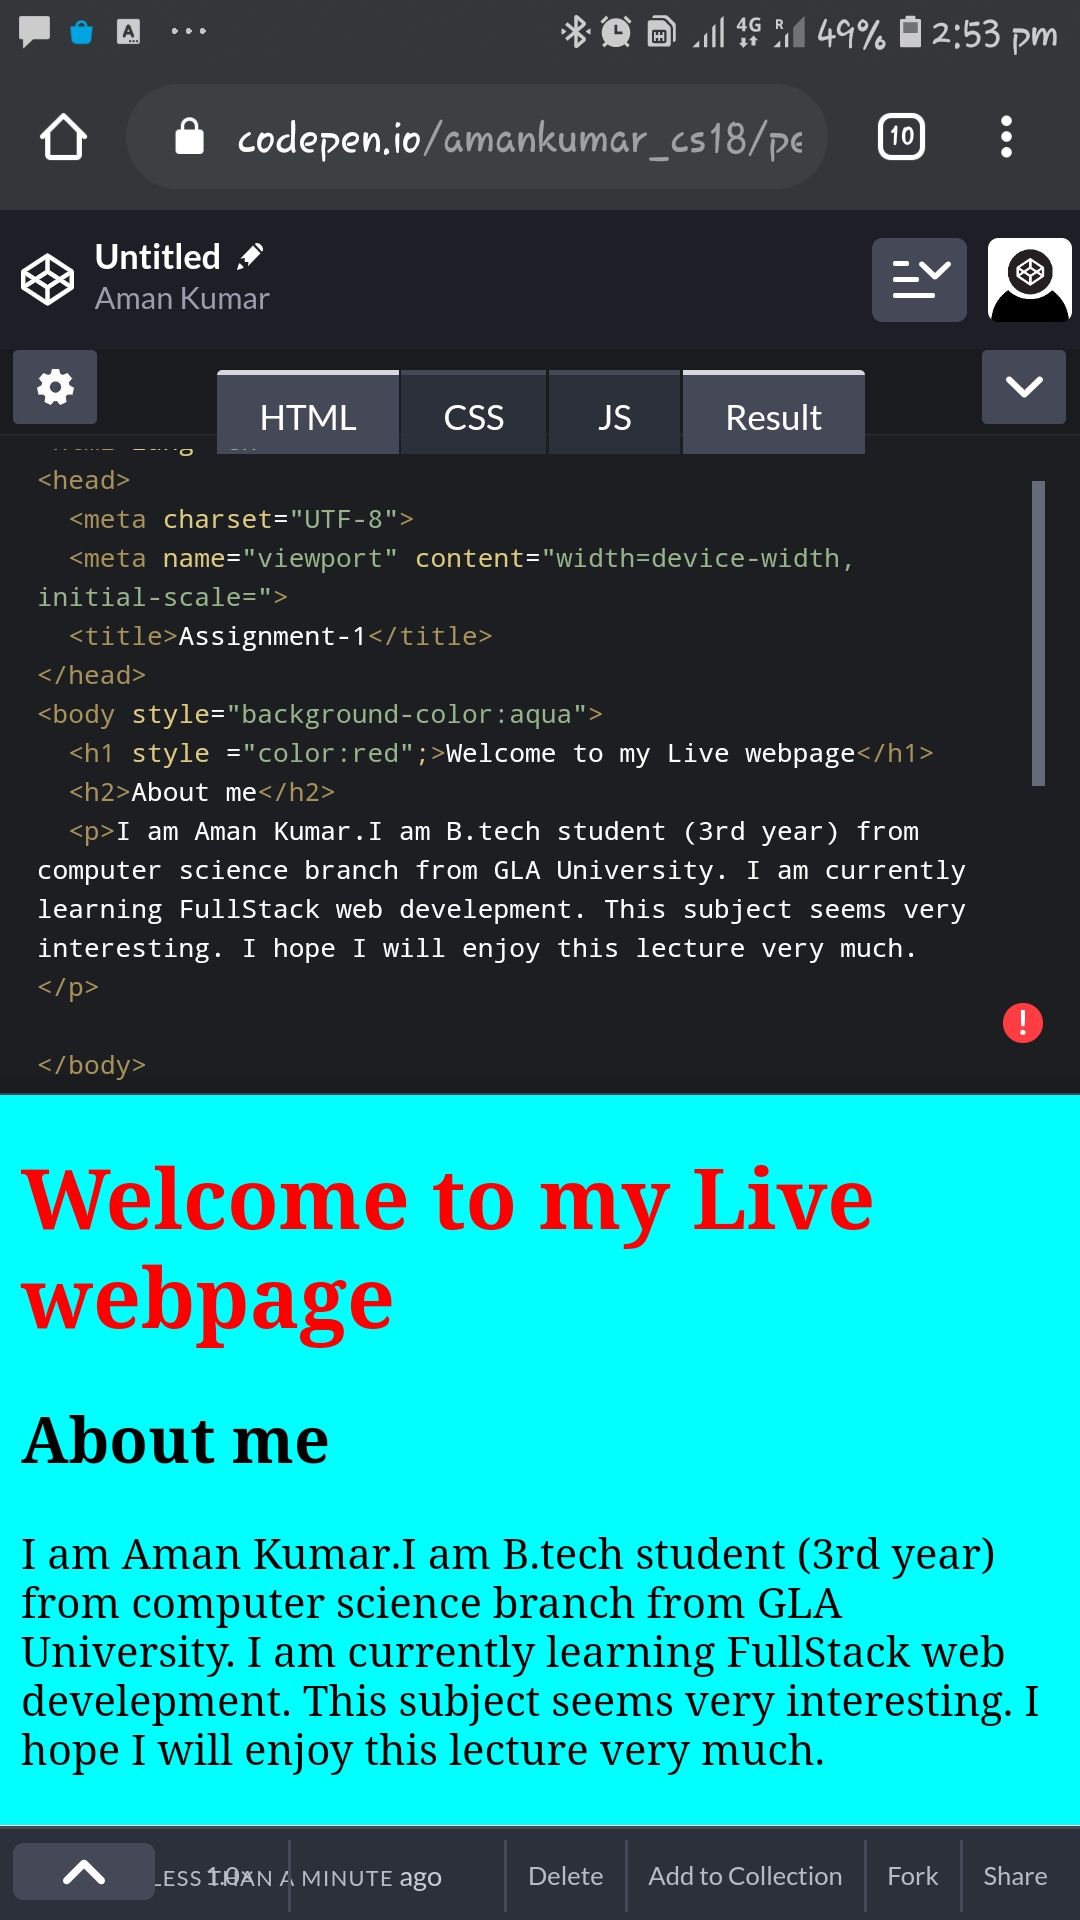 4G R 49% 2:53 pm
codepen.io/amankumar_cs18/pe
10
Untitled
Aman Kumar
HTML CSS JS Result
<head>
<meta charset="UTF-8">
<meta name="viewport" content="width=device-width,
initial-scale=">
<title>Assignment-1</title>
</head>
<body style="background-color:aqua">
<h1 style ="color:red";>Welcome to my Live webpage</h1>
<h2>About me</h2>
<p>I am Aman Kumar.I am B.tech student (3rd year) from
computer science branch from GLA University. I am currently
learning FullStack web develepment. This subject seems very
interesting. I hope I will enjoy this lecture very much.
</p>
</body>
Welcome to my Live
webpage
About me
I am Aman Kumar.I am B.tech student (3rd year)
from computer science branch from GLA
University. I am currently learning FullStack web
develepment. This subject seems very interesting. I
hope I will enjoy this lecture very much.
LESS THAN A MINUTE ago 1.0x Delete Add to Collection Fork Share